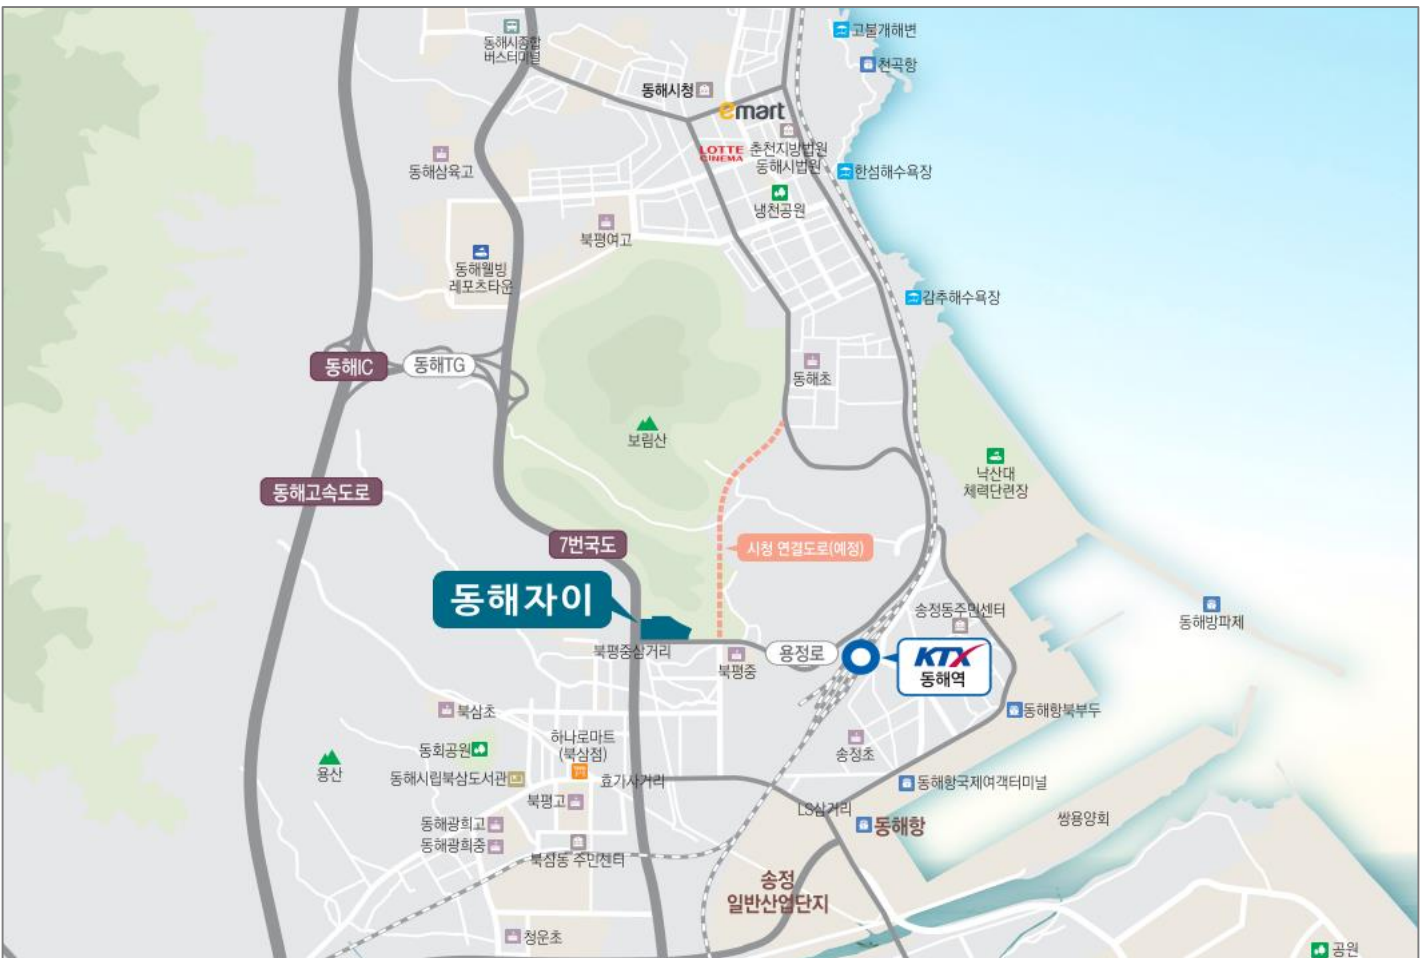 고불개해변
동해시종합
버스터미널
천곡항
동해시청
emart
LOTTE
CINEMA
춘천지방법원
동해시법원
동해삼육고
한섬해수욕장
냉천공원
북평여고
동해웰빙
레포츠타운
감추해수욕장
동해IC
동해TG
동해초
보림산
낙산대
체력단련장
동해고속도로
7번국도
시청 연결도로(예정)
동해자이
송정동주민센터
동해방파제
북평중삼거리
용정로
KTX
동해역
북평중
북삼초
동해항북부두
하나로마트
(북삼점)
동회공원
송정초
용산
동해시립북삼도서관
효가사거리
동해항국제여객터미널
북평고
LS삼거리
쌍용양회
동해광희고
동해항
동해광희중
북삼동 주민센터
송정
일반산업단지
청운초
공원